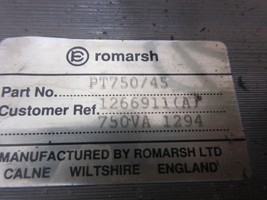 romarsh
PT750/45
Part No.
1266911(A)
Customer Ref.
750VA 1294
MANUFACTURED BY ROMARSH LTD
CALNE WILTSHIRE ENGLAND